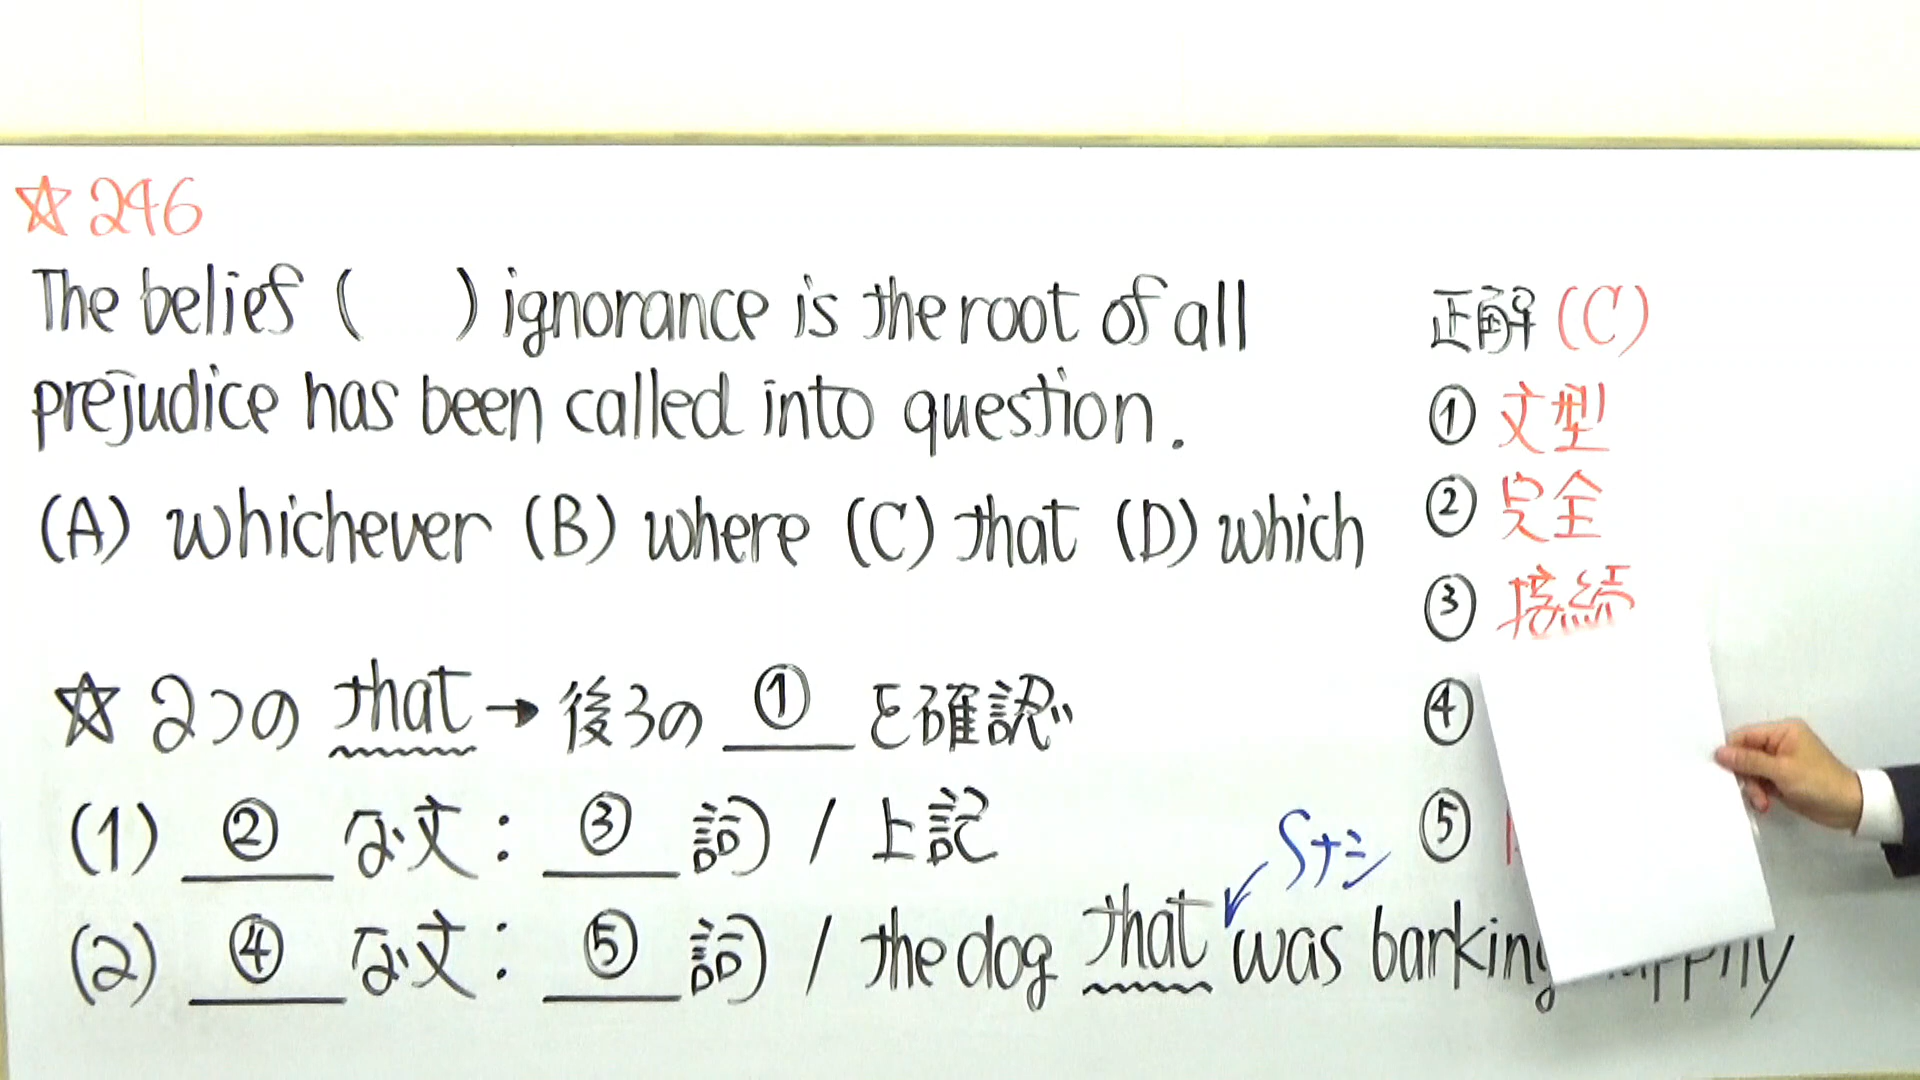 ☆246
The belief (　) ignorance is the root of all
prejudice has been called into question.
(A) whichever (B) where (C) that (D) which
正解 (C)
① 文型
② 完全
③ 接続
④
⑤
☆ 2つの that → 後ろの ① を確認
(1) ② な文: ③ 詞 / 上記
Sナシ
(2) ④ な文: ⑤ 詞 / the dog that was barking